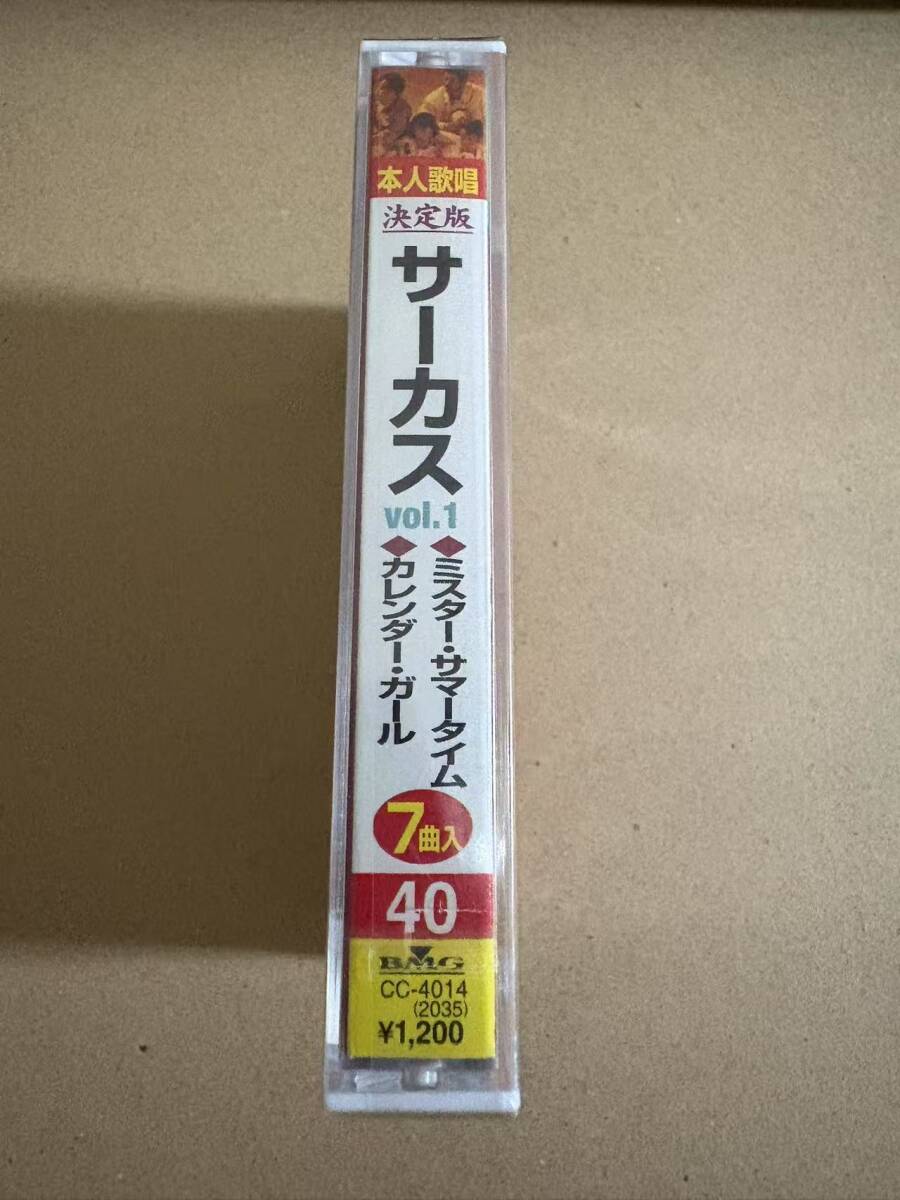 本人歌唱
決定版
サーカス
vol.1
◆ミスター・サマータイム
◆カレンダー・ガール
7曲入
40
BMG
CC-4014
(2035)
¥1,200